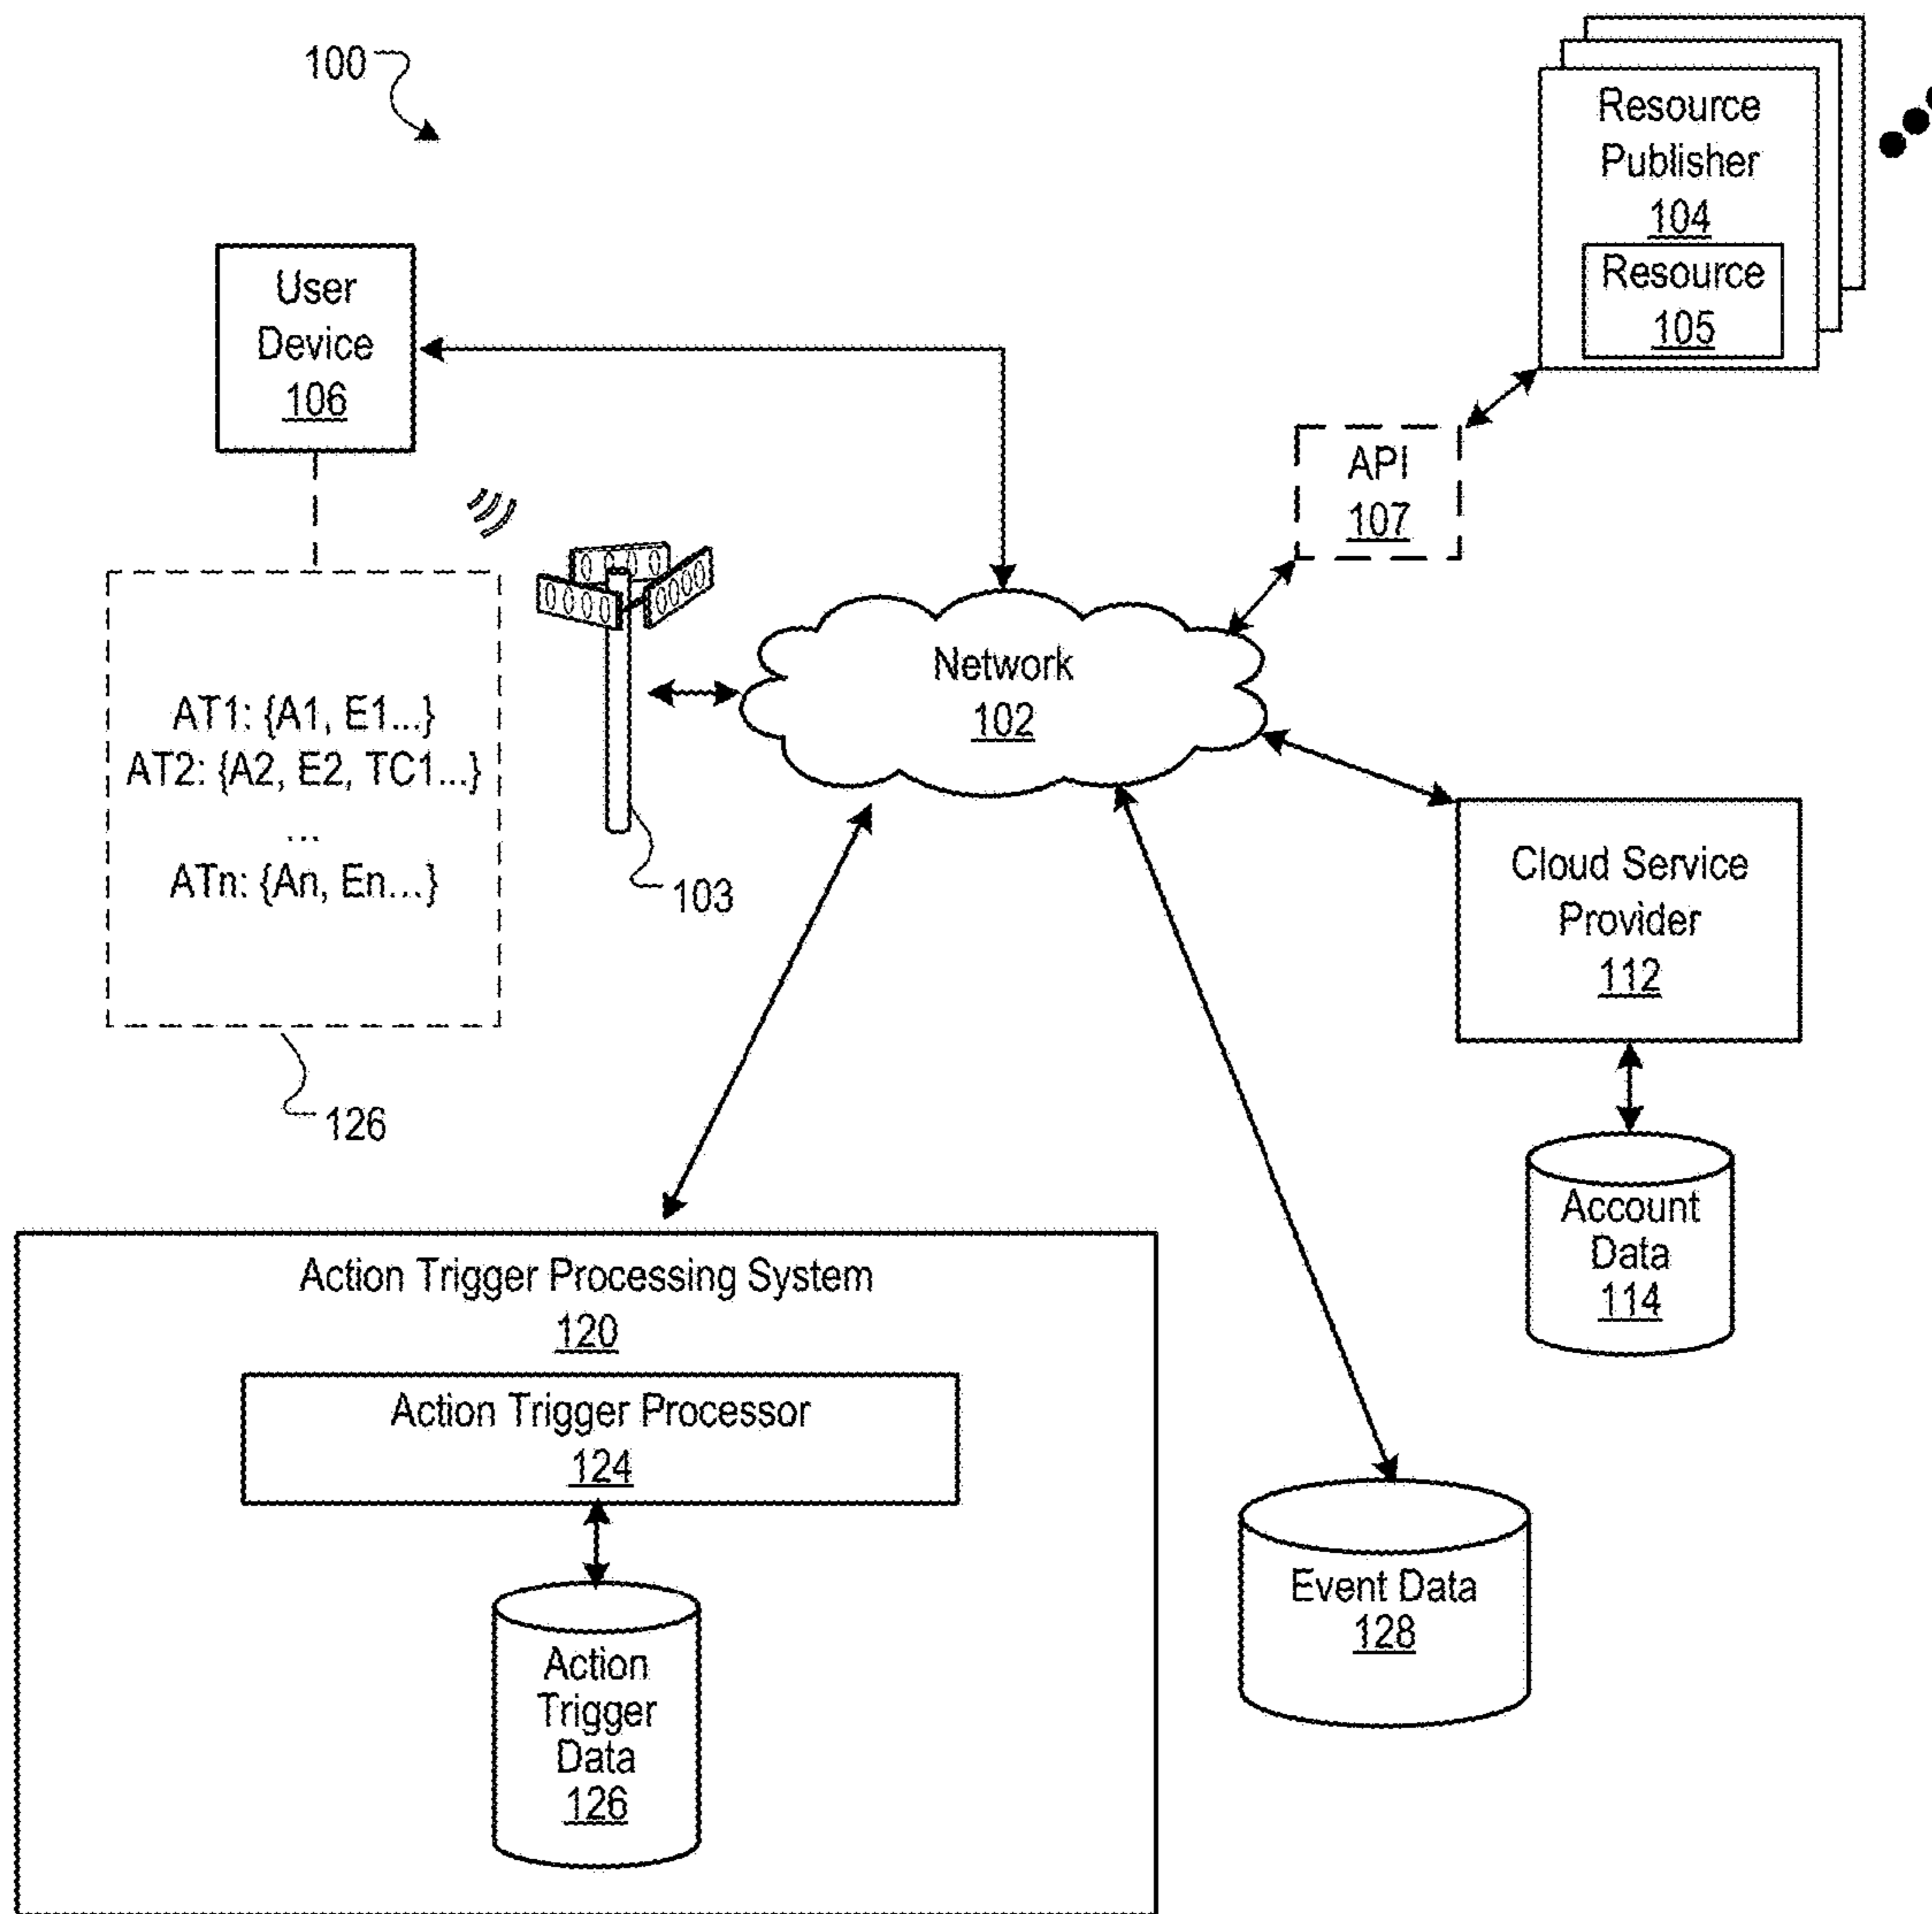 100
Resource
Publisher
104
Resource
105
User
Device
106
API
107
Network
102
AT1: {A1, E1...}
AT2: {A2, E2, TC1...}
...
ATn: {An, En...}
103
126
Cloud Service
Provider
112
Account
Data
114
Action Trigger Processing System
120
Action Trigger Processor
124
Action
Trigger
Data
126
Event Data
128